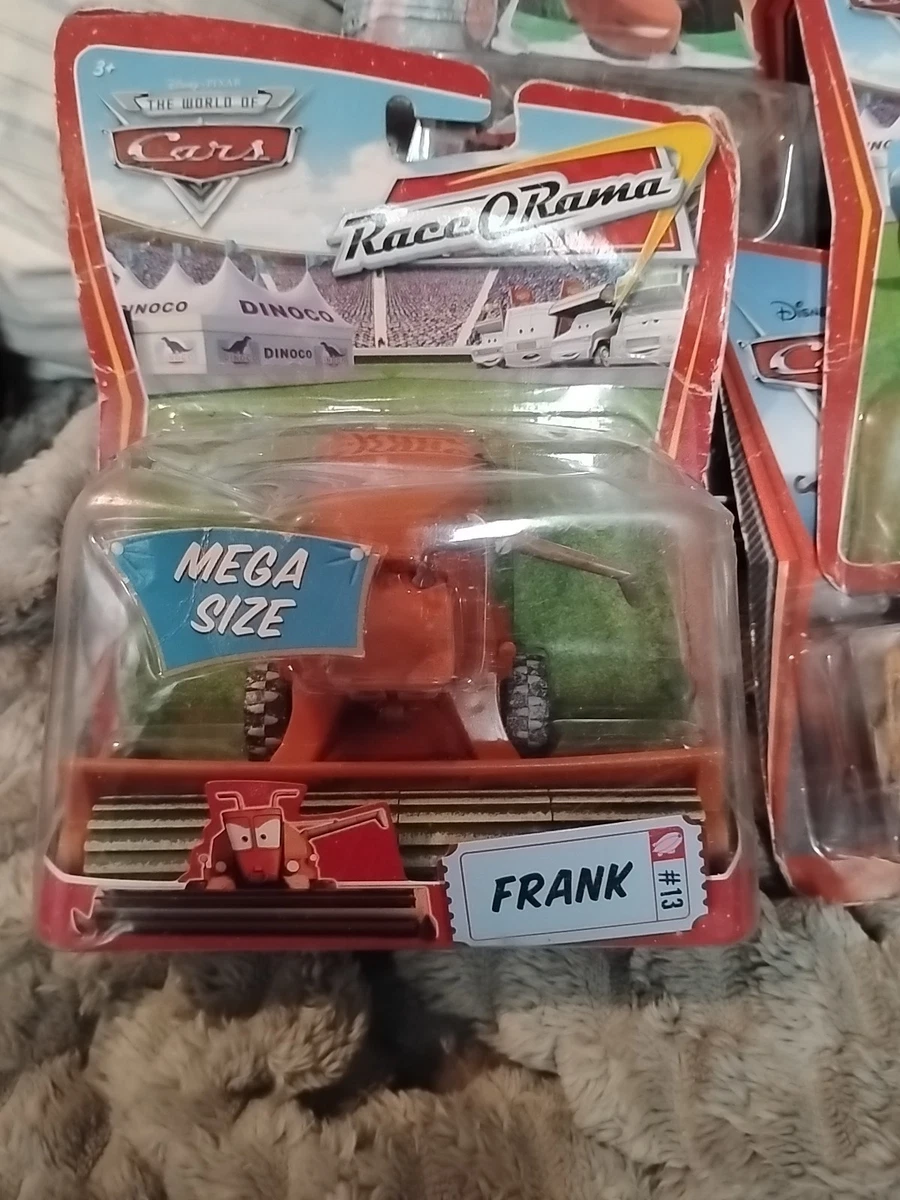 3+
Disney·PIXAR
THE WORLD OF
Cars
Race O Rama
DINOCO
DINOCO
DINOCO
MEGA
SIZE
FRANK
#13